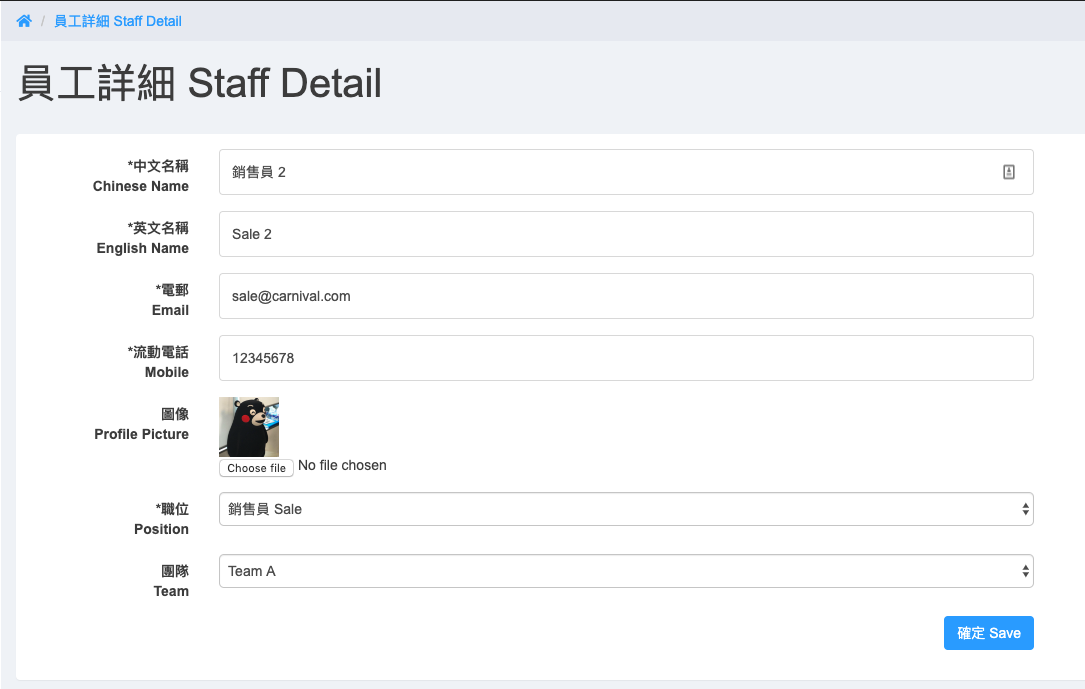 / 員工詳細 Staff Detail
員工詳細 Staff Detail
*中文名稱
Chinese Name
銷售員 2
*英文名稱
English Name
Sale 2
*電郵
Email
sale@carnival.com
*流動電話
Mobile
12345678
圖像
Profile Picture
Choose file No file chosen
*職位
Position
銷售員 Sale
團隊
Team
Team A
確定 Save